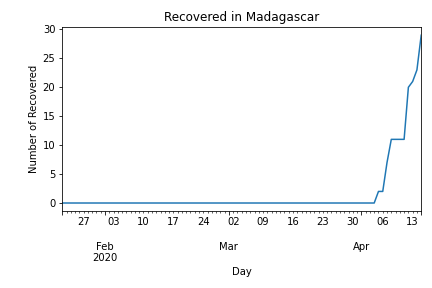 Recovered in Madagascar
30
25
20
15
10
5
0
Number of Recovered
27 03 10 17 24 02 09 16 23 30 06 13
Feb Mar Apr
2020
Day